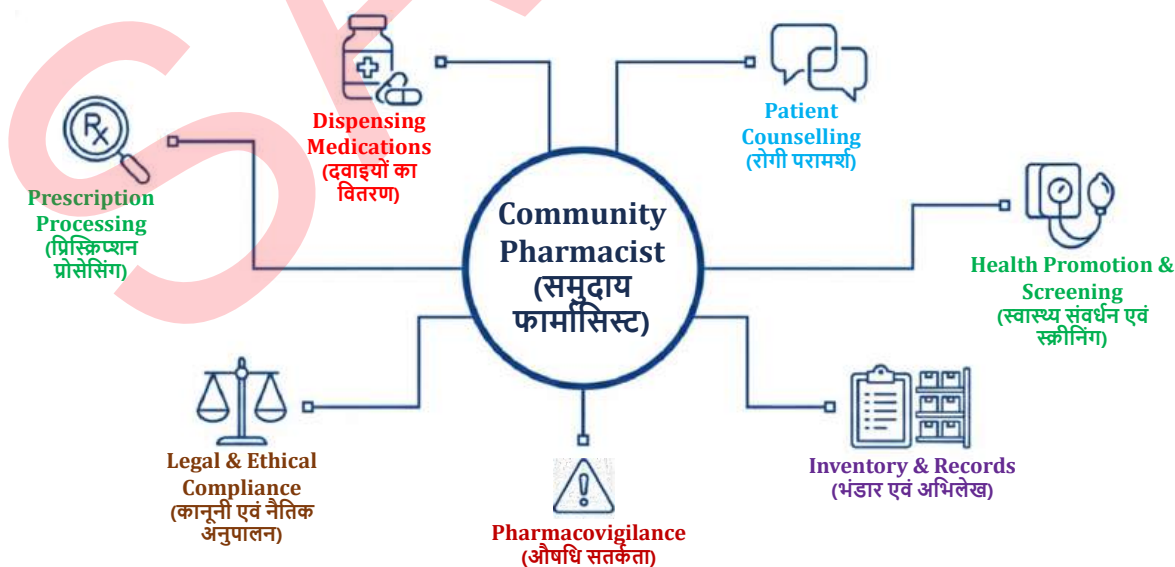 Rx
Prescription
Processing
(प्रिस्क्रिप्शन
प्रोसेसिंग)
Dispensing
Medications
(दवाइयों का
वितरण)
Patient
Counselling
(रोगी परामर्श)
Health Promotion &
Screening
(स्वास्थ्य संवर्धन एवं
स्क्रीनिंग)
Community
Pharmacist
(समुदाय
फार्मासिस्ट)
Legal & Ethical
Compliance
(कानूनी एवं नैतिक
अनुपालन)
Pharmacovigilance
(औषधि सतर्कता)
Inventory & Records
(भंडार एवं अभिलेख)